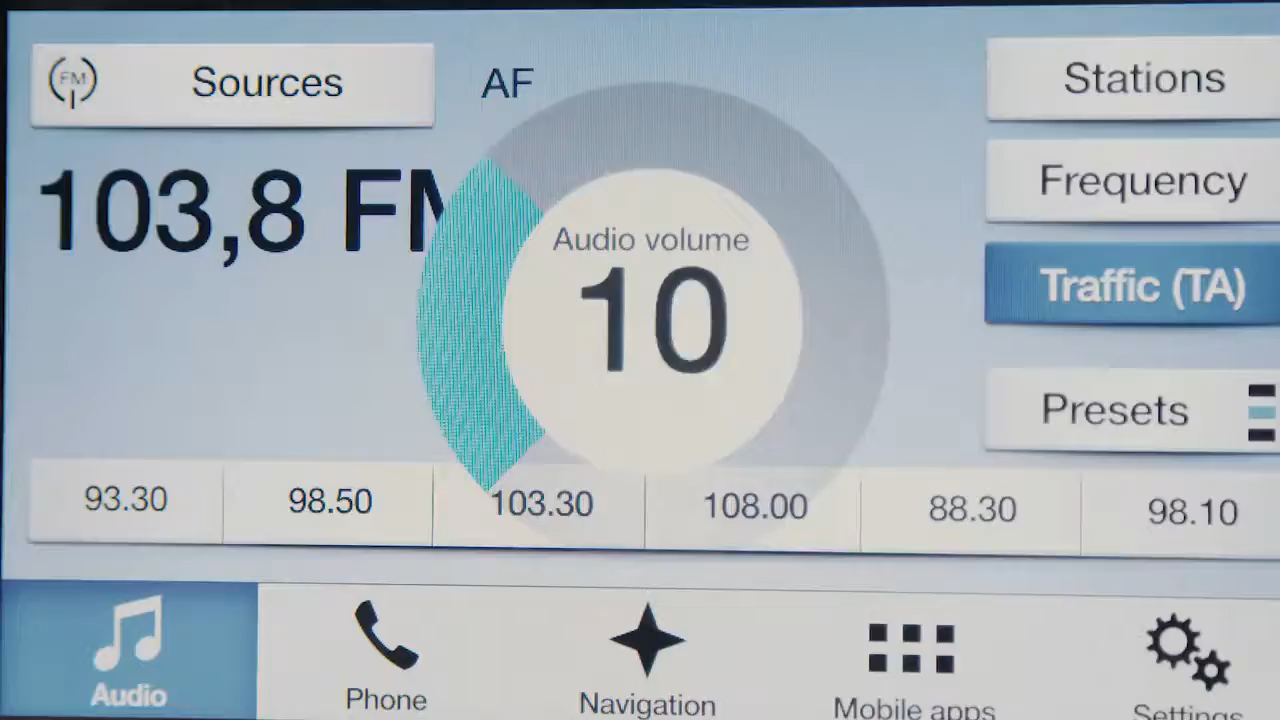 FM
Sources
AF
Stations
103,8 FM
Frequency
Audio volume
10
Traffic (TA)
Presets
93.30
98.50
103.30
108.00
88.30
98.10
Audio
Phone
Navigation
Mobile apps
Settings